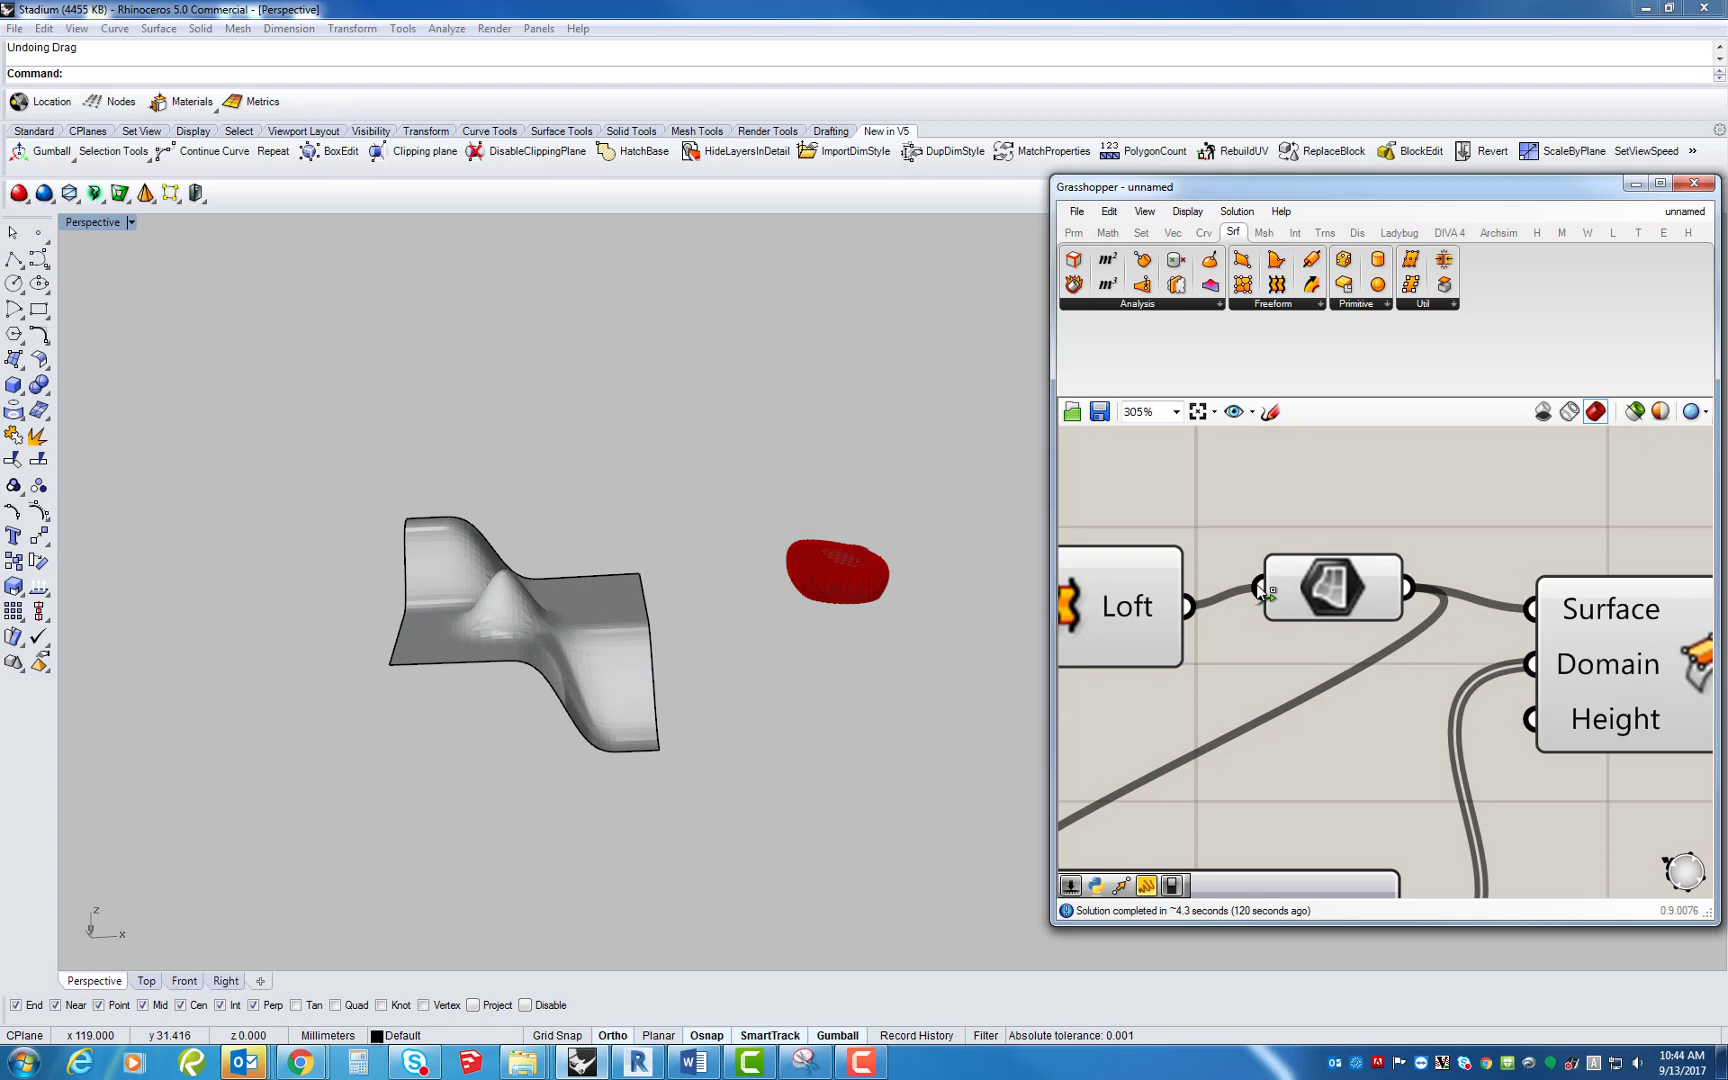 Stadium (4455 KB) - Rhinoceros 5.0 Commercial - [Perspective]
File Edit View Curve Surface Solid Mesh Dimension Transform Tools Analyze Render Panels Help
Undoing Drag
Command:
Location Nodes Materials Metrics
Standard CPlanes Set View Display Select Viewport Layout Visibility Transform Curve Tools Surface Tools Solid Tools Mesh Tools Render Tools Drafting New in V5
Gumball Selection Tools Continue Curve Repeat BoxEdit Clipping plane DisableClippingPlane HatchBase HideLayersInDetail ImportDimStyle DupDimStyle MatchProperties 123 PolygonCount RebuildUV ReplaceBlock BlockEdit Revert ScaleByPlane SetViewSpeed »
Perspective
Grasshopper - unnamed
File Edit View Display Solution Help unnamed
Prm Math Set Vec Crv Srf Msh Int Trns Dis Ladybug DIVA 4 Archsim H M W L T E H
m²
m³
Analysis Freeform Primitive Util
305%
Loft
Surface
Domain
Height
Solution completed in ~4.3 seconds (120 seconds ago) 0.9.0076
z
y x
Perspective Top Front Right
End Near Point Mid Cen Int Perp Tan Quad Knot Vertex Project Disable
CPlane x 119.000 y 31.416 z 0.000 Millimeters Default Grid Snap Ortho Planar Osnap SmartTrack Gumball Record History Filter Absolute tolerance: 0.001
10:44 AM
9/13/2017